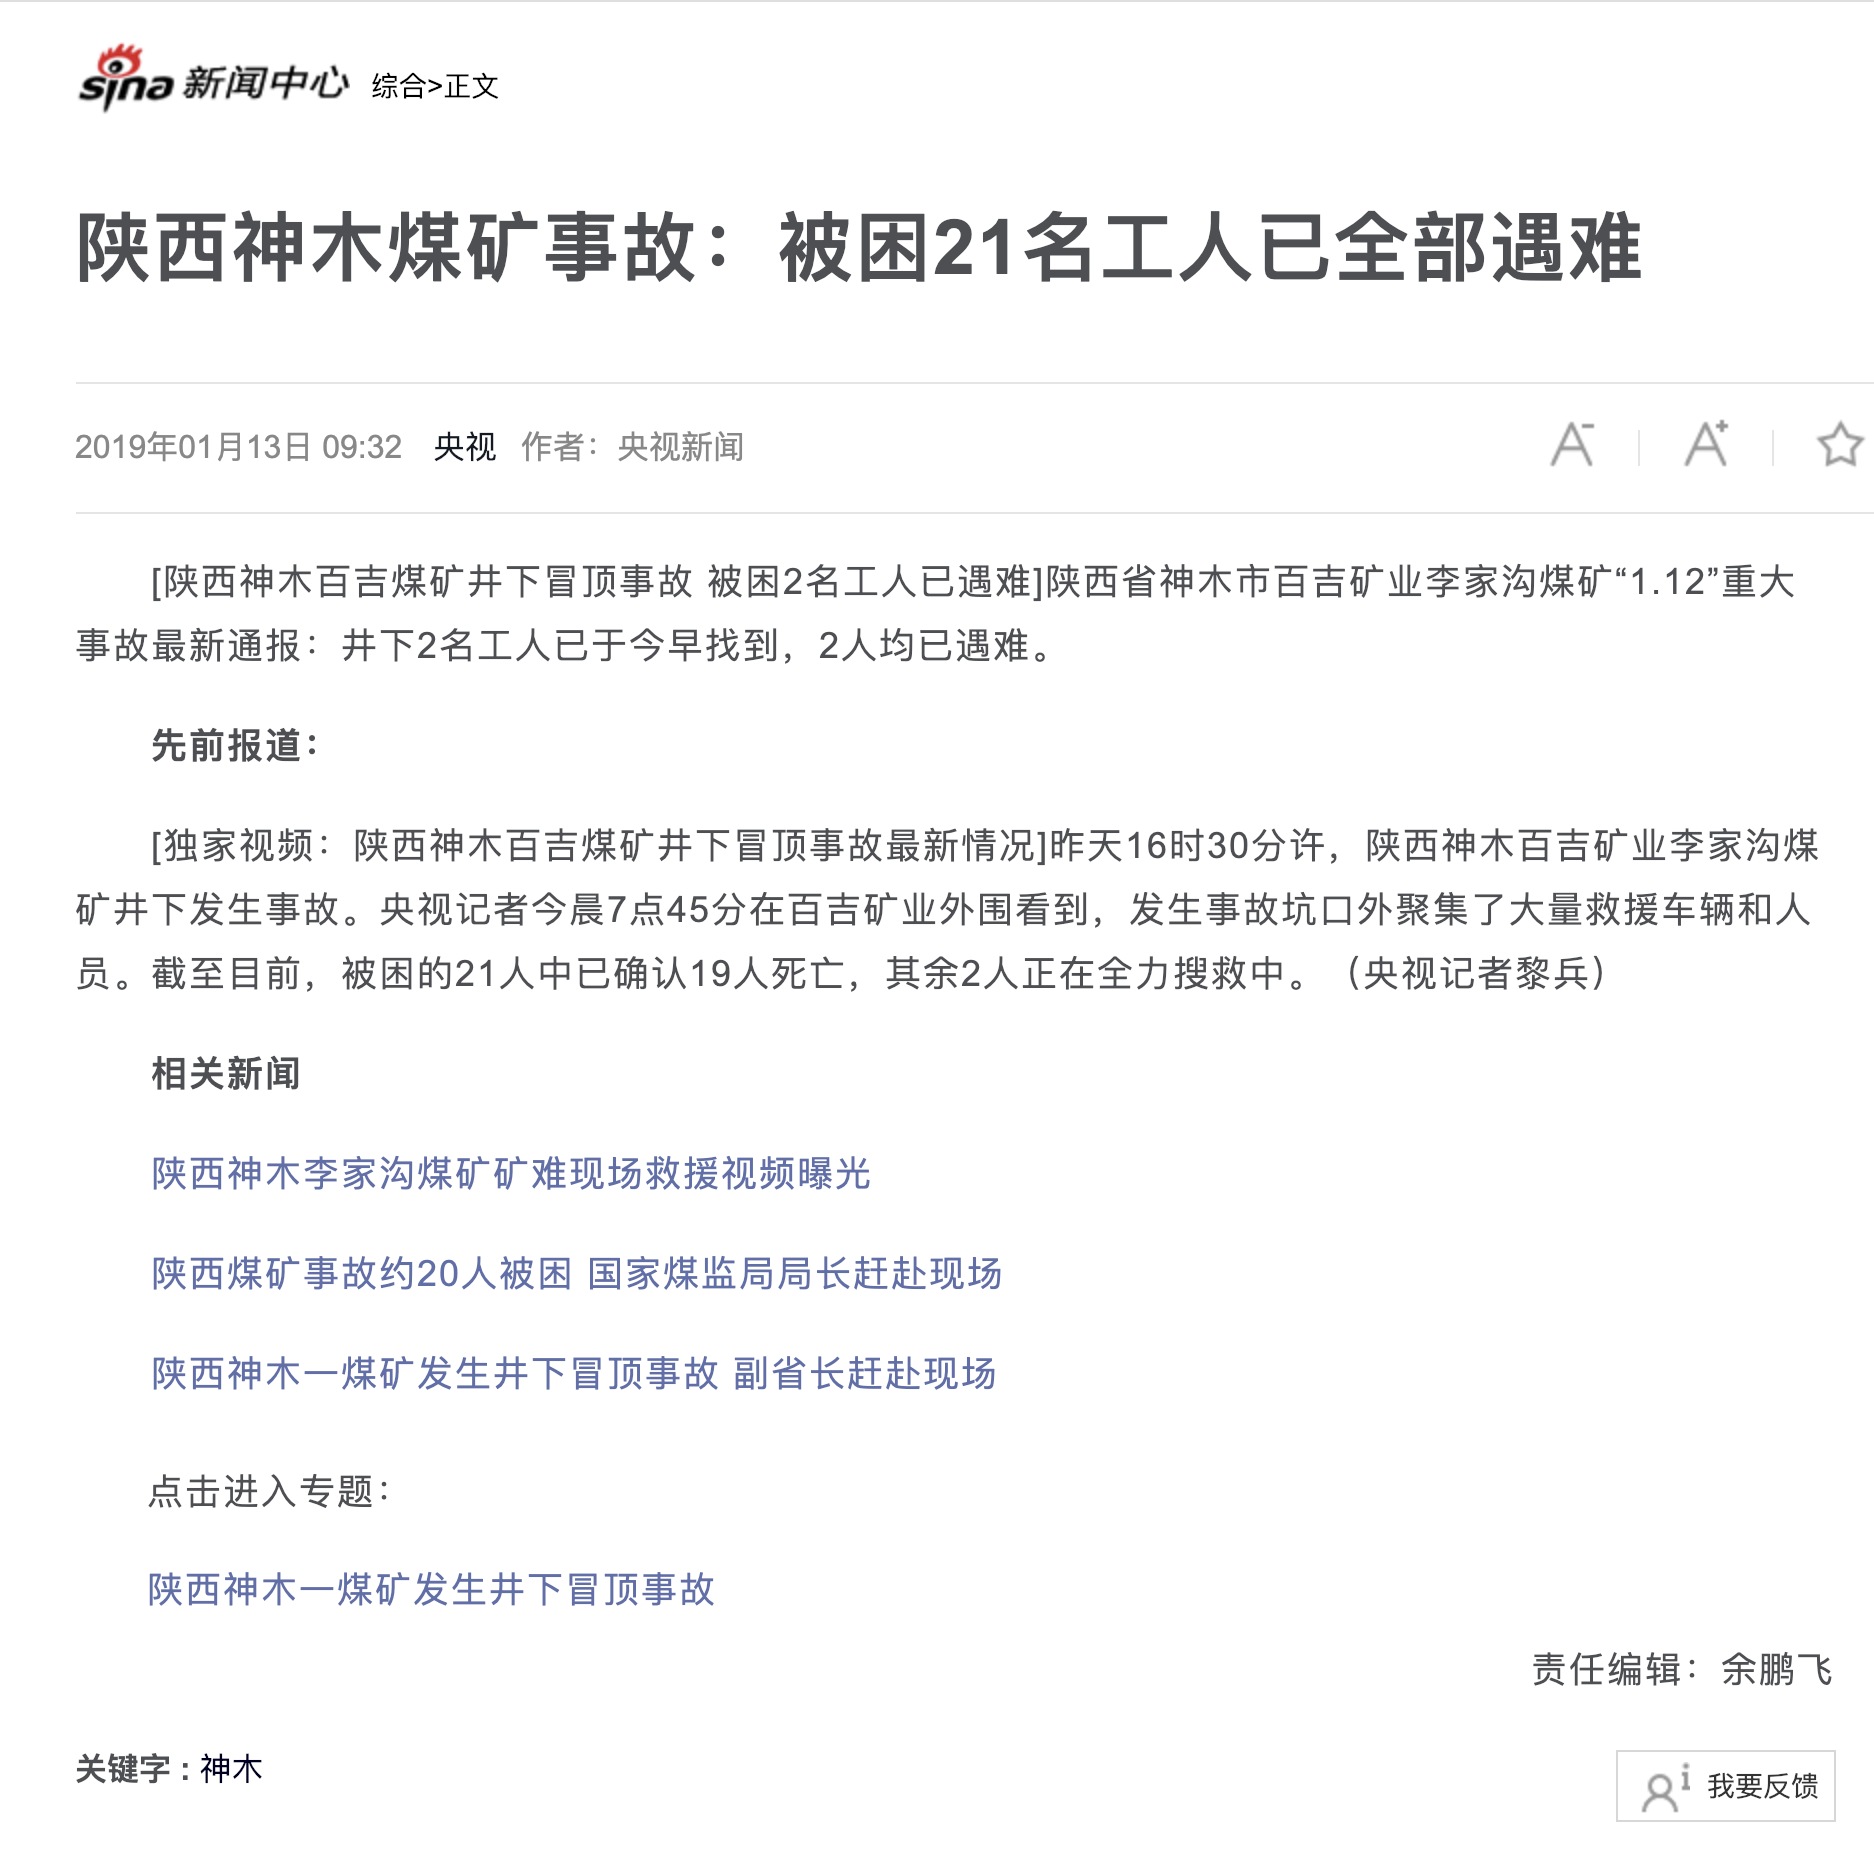 sina 新闻中心 综合>正文
陕西神木煤矿事故：被困21名工人已全部遇难
2019年01月13日 09:32 央视 作者：央视新闻 A- A+
[陕西神木百吉煤矿井下冒顶事故 被困2名工人已遇难]陕西省神木市百吉矿业李家沟煤矿“1.12”重大
事故最新通报：井下2名工人已于今早找到，2人均已遇难。
先前报道：
[独家视频：陕西神木百吉煤矿井下冒顶事故最新情况]昨天16时30分许，陕西神木百吉矿业李家沟煤
矿井下发生事故。央视记者今晨7点45分在百吉矿业外围看到，发生事故坑口外聚集了大量救援车辆和人
员。截至目前，被困的21人中已确认19人死亡，其余2人正在全力搜救中。（央视记者黎兵）
相关新闻
陕西神木李家沟煤矿矿难现场救援视频曝光
陕西煤矿事故约20人被困 国家煤监局局长赶赴现场
陕西神木一煤矿发生井下冒顶事故 副省长赶赴现场
点击进入专题：
陕西神木一煤矿发生井下冒顶事故
责任编辑：余鹏飞
关键字 : 神木
我要反馈